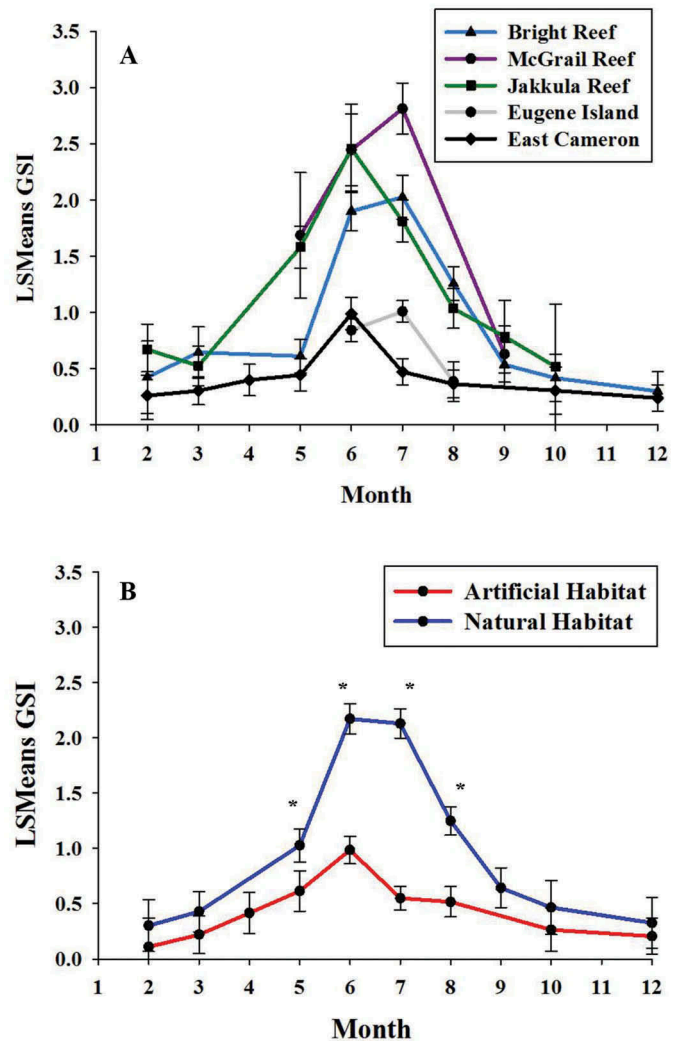 A
Bright Reef
McGrail Reef
Jakkula Reef
Eugene Island
East Cameron
LSMeans GSI
3.5
3.0
2.5
2.0
1.5
1.0
0.5
0.0
1 2 3 4 5 6 7 8 9 10 11 12
Month
B
Artificial Habitat
Natural Habitat
LSMeans GSI
3.5
3.0
2.5
2.0
1.5
1.0
0.5
0.0
* * * *
1 2 3 4 5 6 7 8 9 10 11 12
Month